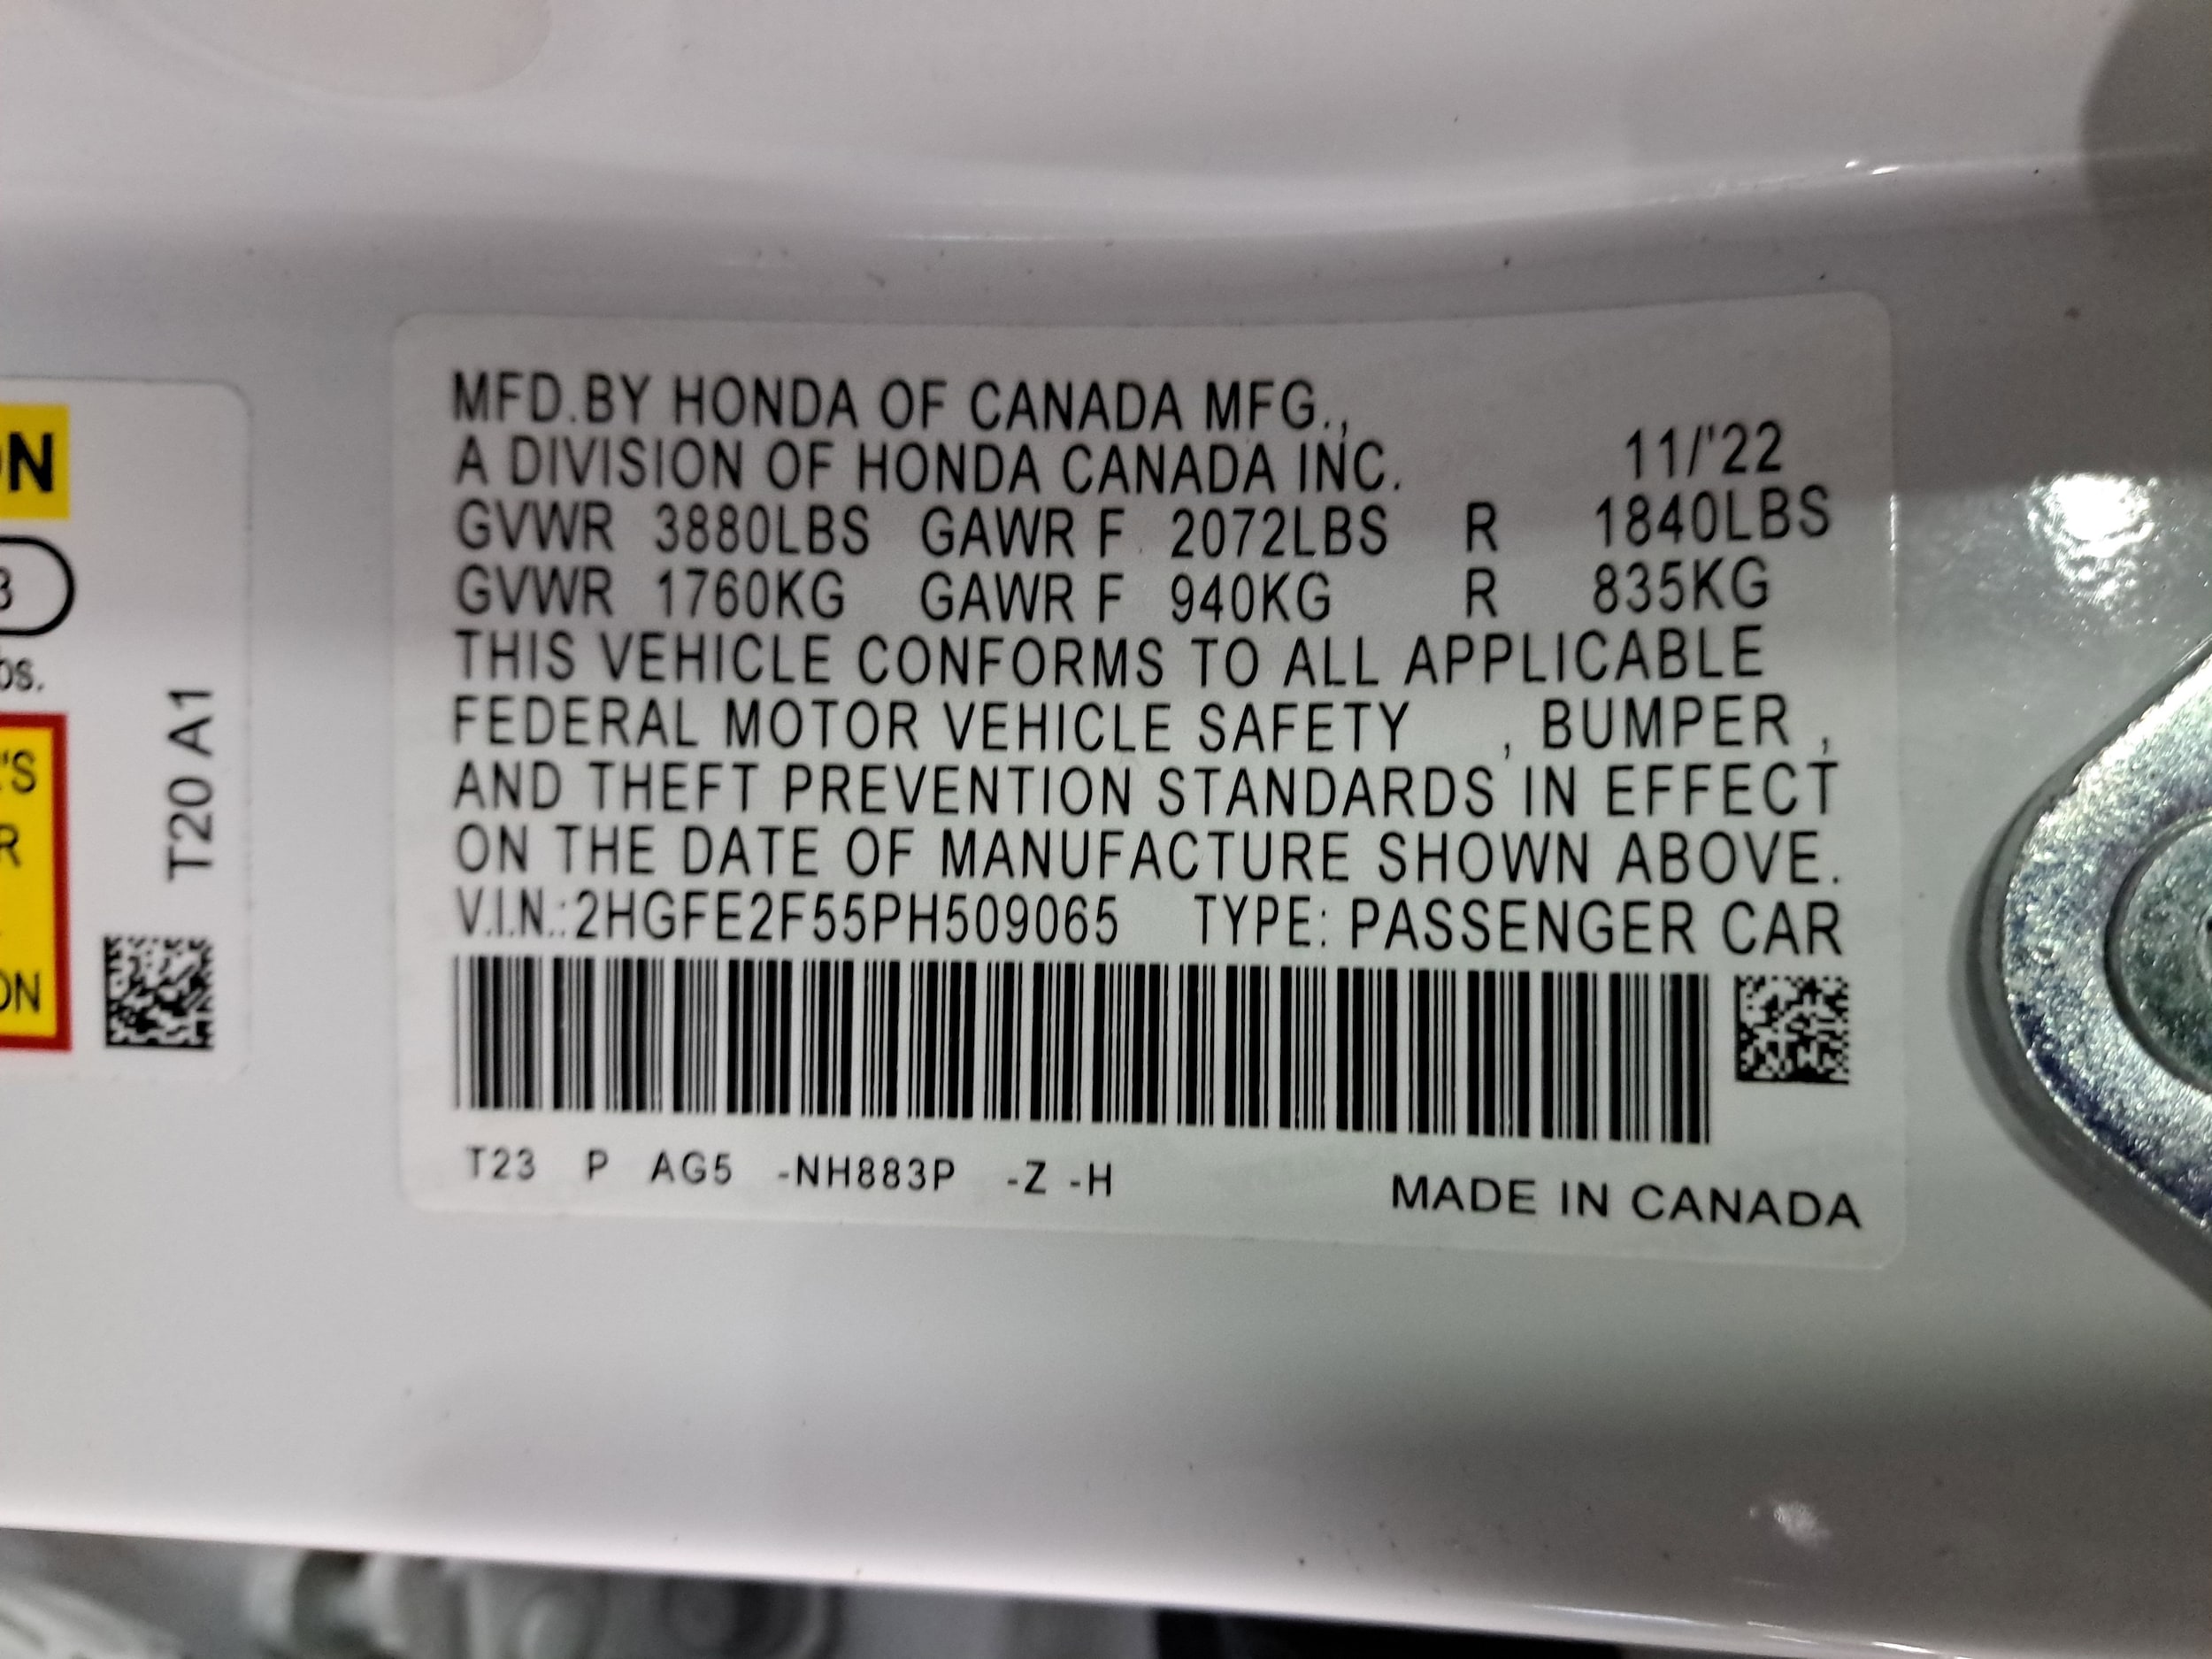 MFD.BY HONDA OF CANADA MFG.,
A DIVISION OF HONDA CANADA INC. 11/'22
GVWR 3880LBS GAWR F 2072LBS R 1840LBS
GVWR 1760KG GAWR F 940KG R 835KG
THIS VEHICLE CONFORMS TO ALL APPLICABLE
FEDERAL MOTOR VEHICLE SAFETY , BUMPER ,
AND THEFT PREVENTION STANDARDS IN EFFECT
ON THE DATE OF MANUFACTURE SHOWN ABOVE.
V.I.N.:2HGFE2F55PH509065 TYPE: PASSENGER CAR
T23 P AG5 -NH883P -Z -H
MADE IN CANADA
T20 A1